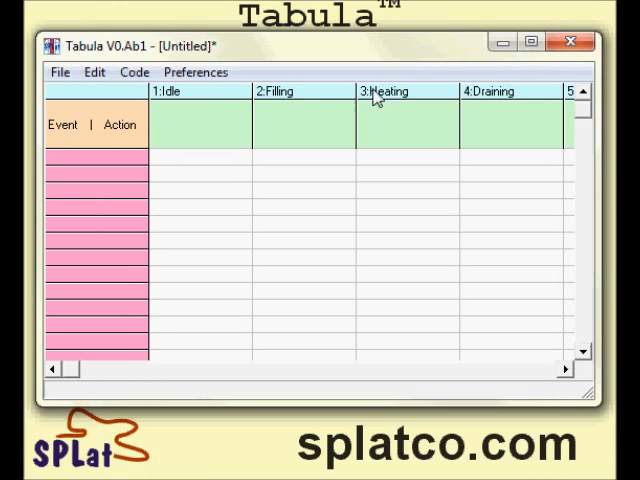 Tabula™
Tabula V0.Ab1 - [Untitled]*
File Edit Code Preferences
1:Idle 2:Filling 3:Heating 4:Draining 5
Event | Action
SPLat splatco.com